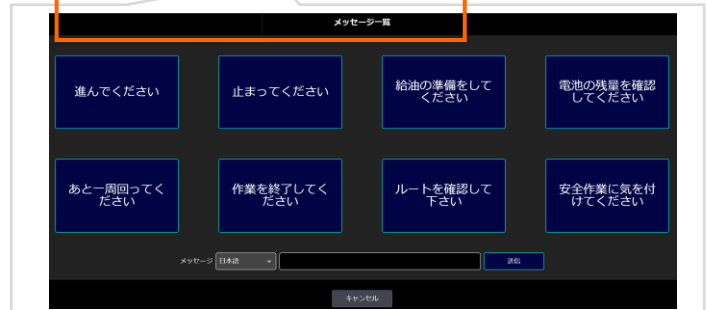 メッセージ一覧
進んでください
止まってください
給油の準備をして
ください
電池の残量を確認
してください
あと一周回ってく
ださい
作業を終了してく
ださい
ルートを確認して
下さい
安全作業に気を付
けてください
メッセージ 日本語 送信
キャンセル